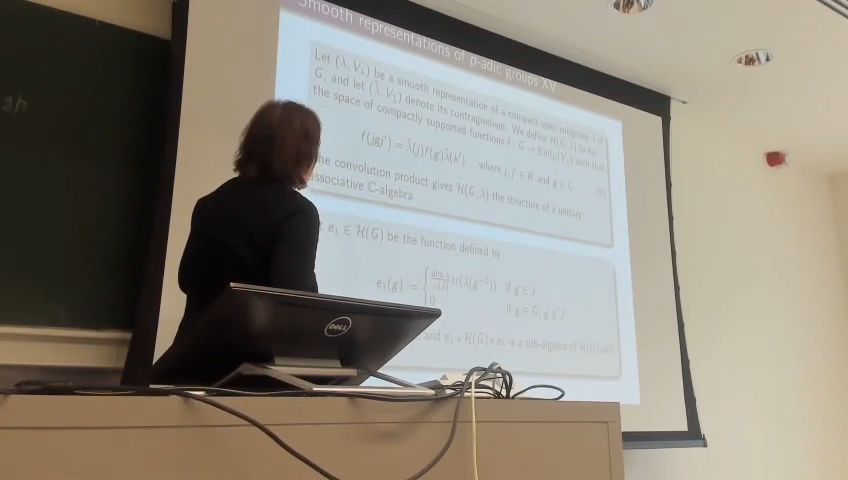 Smooth representations of p-adic groups XV
Let (λ, V_λ) be a smooth representation of a compact open subgroup J of
G, and let (λ̃, V_λ̃) denote its contragredient. We define H(G, λ) to be
the space of compactly supported functions f : G → End_C(V_λ̃) such that
f(jgj′) = λ̃(j)f(g)λ̃(k′), where j, j′ ∈ K and g ∈ G.
The convolution product gives H(G, λ) the structure of a unitary
associative ℂ-algebra
e_λ ∈ H(G) be the function defined by
e_λ(g) = { dim λ tr(λ(g⁻¹)) if g ∈ J
0 if g ∈ G, g ∉ J
and e_λ ⋆ H(G) ⋆ e_λ is a sub-algebra of H(G) with
DELL